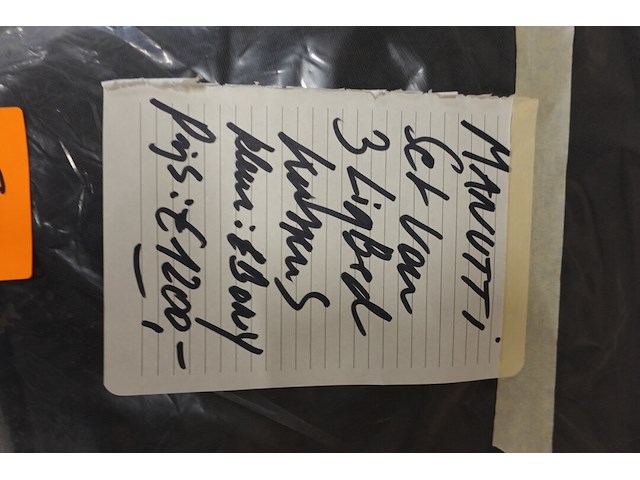 MANUTTi
Set Van
3 LigBed
kussens
kleur: EBony
Prijs: € 1200,-